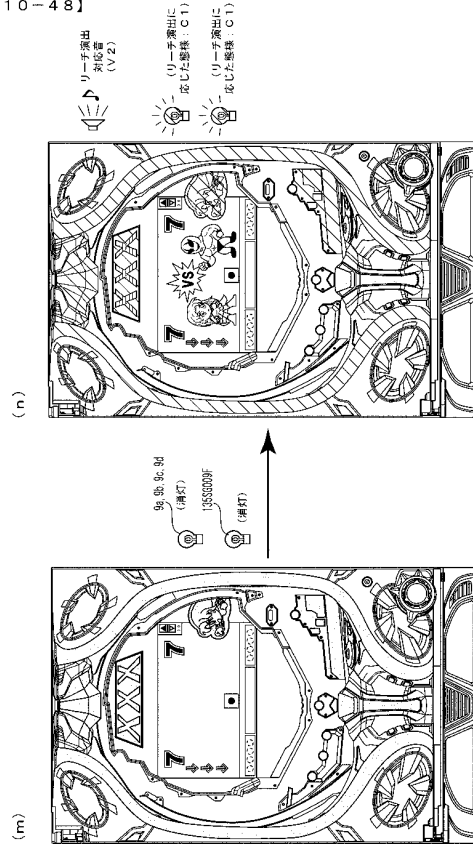 10-48】
(m)
9a, 9b, 9c, 9d
(消灯)
135SG009F
(消灯)
XXX
7 7
(n)
リーチ演出
対応音
(V2)
(リーチ演出に
応じた態様:C1)
(リーチ演出に
応じた態様:C1)
XXX
7 7
VS